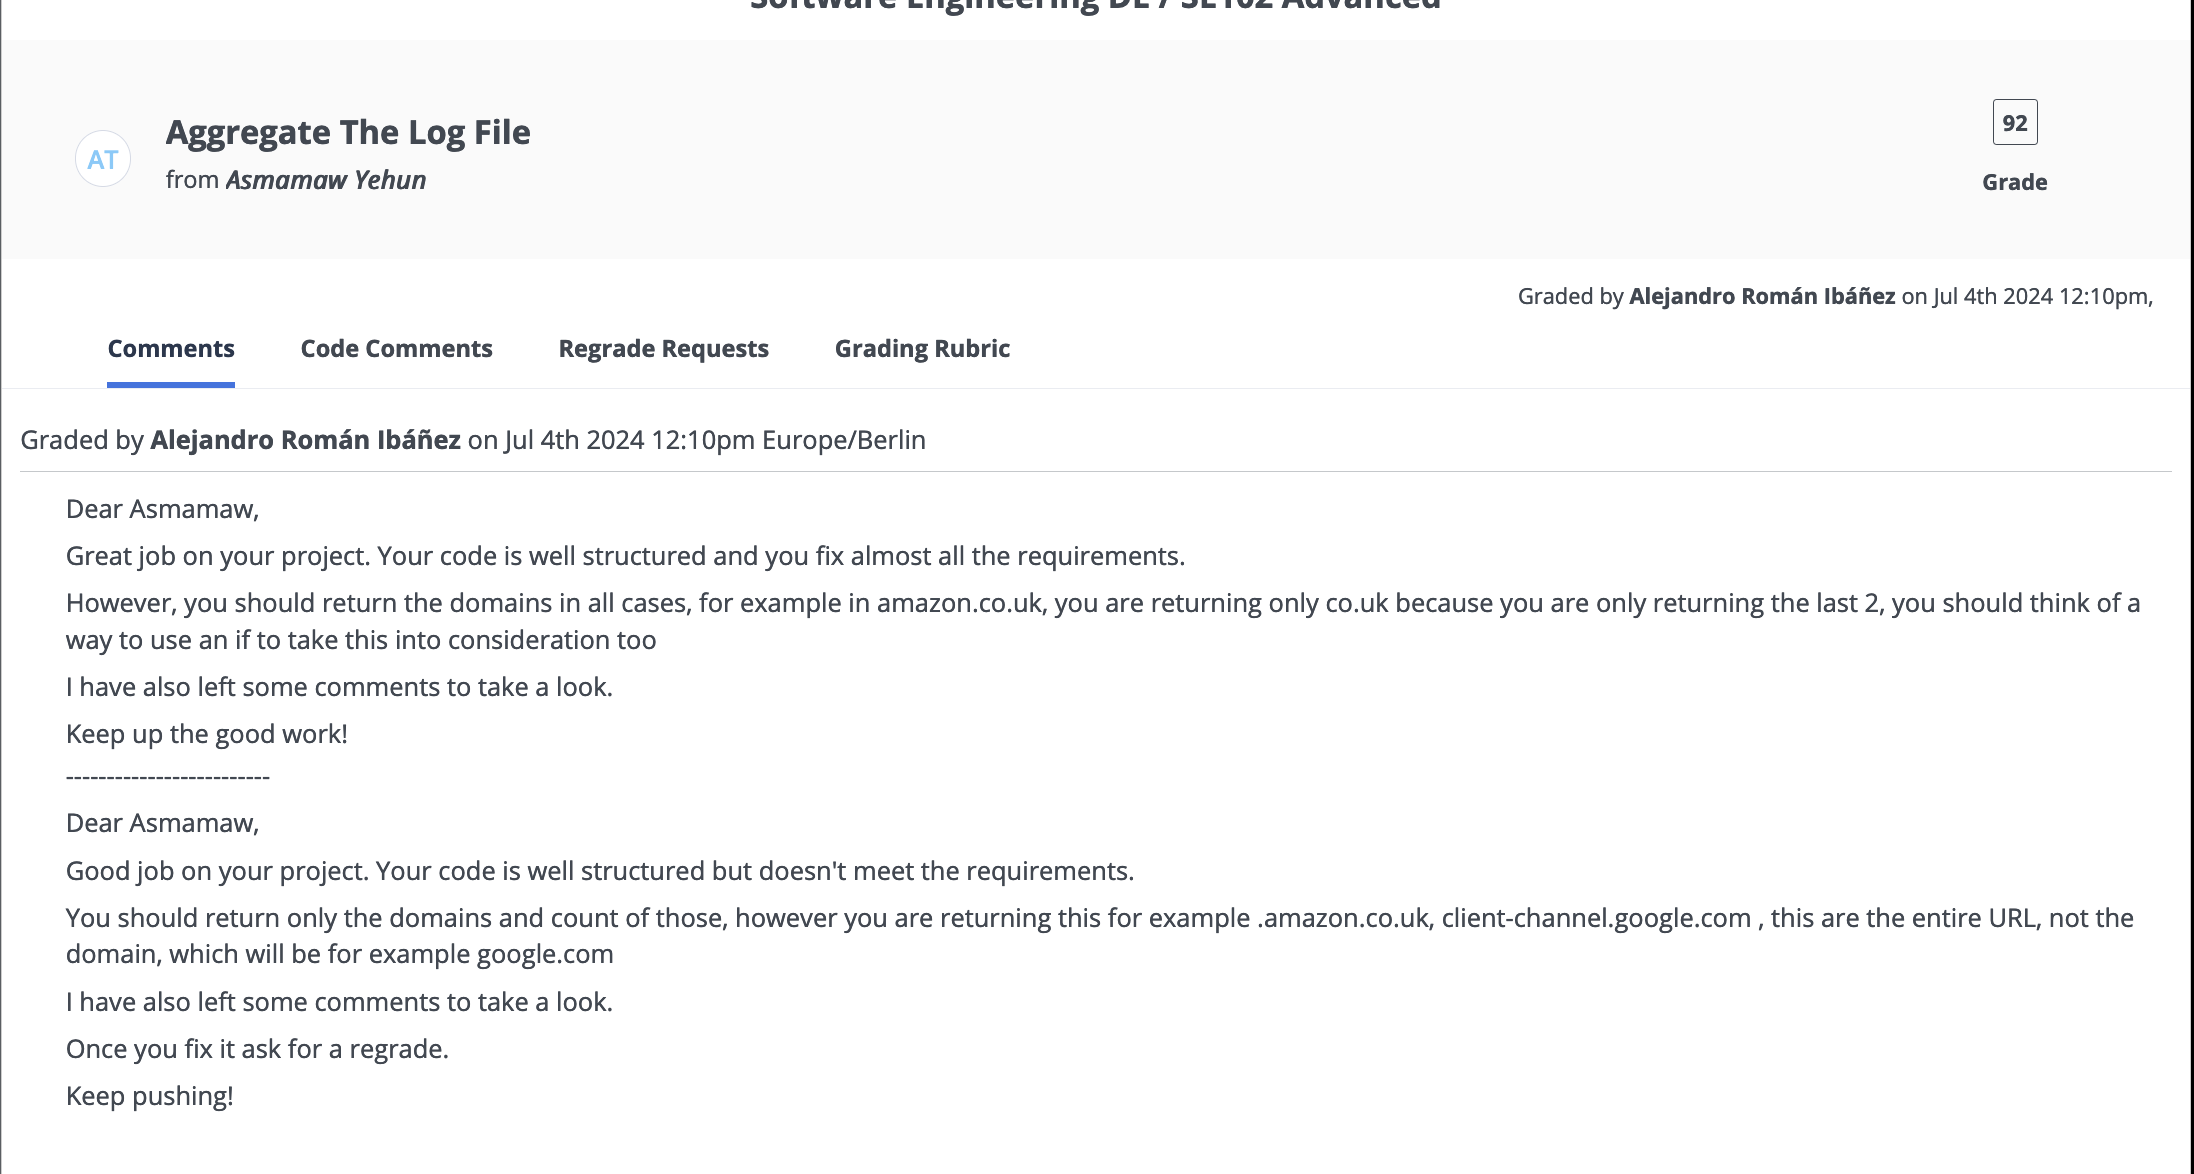 Software Engineering DE / SE102 Advanced
AT
Aggregate The Log File
from Asmamaw Yehun
92
Grade
Graded by Alejandro Román Ibáñez on Jul 4th 2024 12:10pm,
Comments
Code Comments
Regrade Requests
Grading Rubric
Graded by Alejandro Román Ibáñez on Jul 4th 2024 12:10pm Europe/Berlin
Dear Asmamaw,
Great job on your project. Your code is well structured and you fix almost all the requirements.
However, you should return the domains in all cases, for example in amazon.co.uk, you are returning only co.uk because you are only returning the last 2, you should think of a
way to use an if to take this into consideration too
I have also left some comments to take a look.
Keep up the good work!
-------------------------
Dear Asmamaw,
Good job on your project. Your code is well structured but doesn't meet the requirements.
You should return only the domains and count of those, however you are returning this for example .amazon.co.uk, client-channel.google.com , this are the entire URL, not the
domain, which will be for example google.com
I have also left some comments to take a look.
Once you fix it ask for a regrade.
Keep pushing!